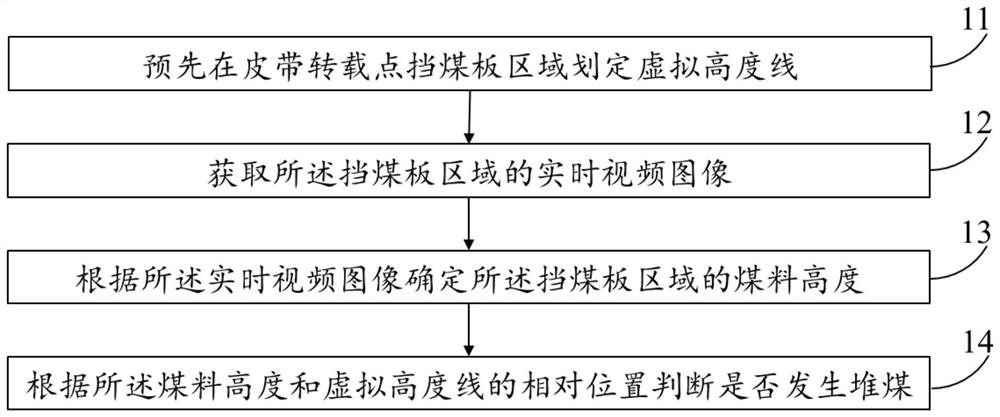 11
预先在皮带转载点挡煤板区域划定虚拟高度线
12
获取所述挡煤板区域的实时视频图像
13
根据所述实时视频图像确定所述挡煤板区域的煤料高度
14
根据所述煤料高度和虚拟高度线的相对位置判断是否发生堆煤